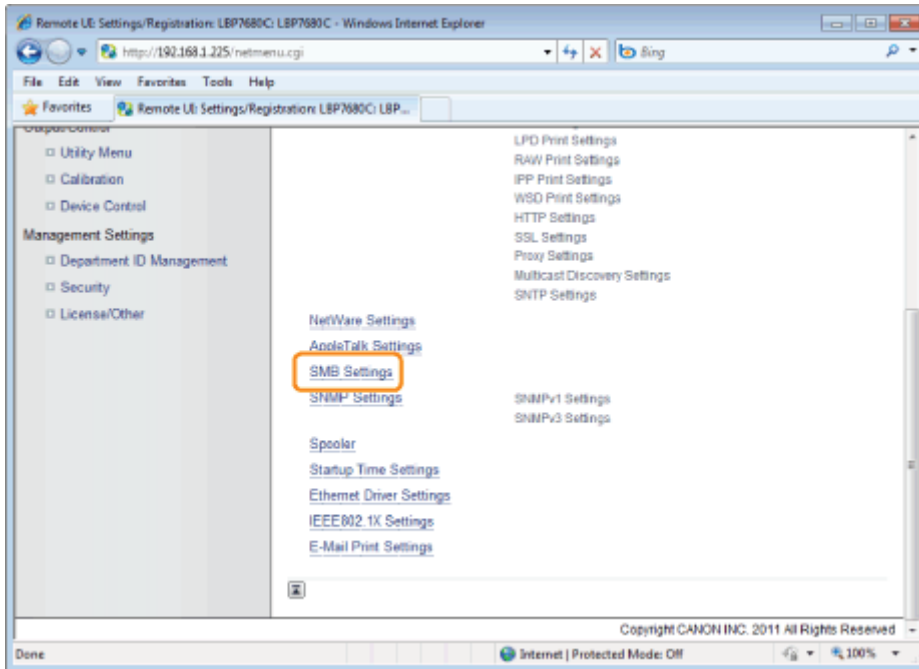 Remote UI: Settings/Registration: LBP7680C: LBP7680C - Windows Internet Explorer
http://192.168.1.225/netmenu.cgi
Bing
File Edit View Favorites Tools Help
Favorites
Remote UI: Settings/Registration: LBP7680C: LBP...
Output/Control
Utility Menu
Calibration
Device Control
Management Settings
Department ID Management
Security
License/Other
LPD Print Settings
RAW Print Settings
IPP Print Settings
WSD Print Settings
HTTP Settings
SSL Settings
Proxy Settings
Multicast Discovery Settings
SNTP Settings
NetWare Settings
AppleTalk Settings
SMB Settings
SNMP Settings
SNMPv1 Settings
SNMPv3 Settings
Spooler
Startup Time Settings
Ethernet Driver Settings
IEEE802.1X Settings
E-Mail Print Settings
Copyright CANON INC. 2011 All Rights Reserved
Done
Internet | Protected Mode: Off
100%